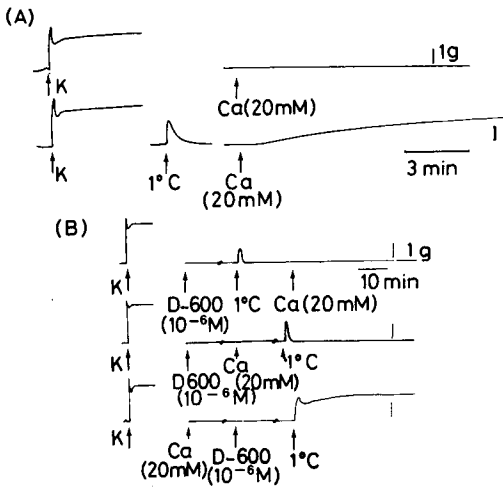 (A)
1g
K
Ca(20mM)
K
1°C
Ca
(20mM)
3 min
(B)
1g
10 min
K
D-600
(10⁻⁶M)
1°C
Ca(20mM)
K
D600
(10⁻⁶M)
Ca
(20mM)
1°C
K
Ca
(20mM)
D-600
(10⁻⁶M)
1°C